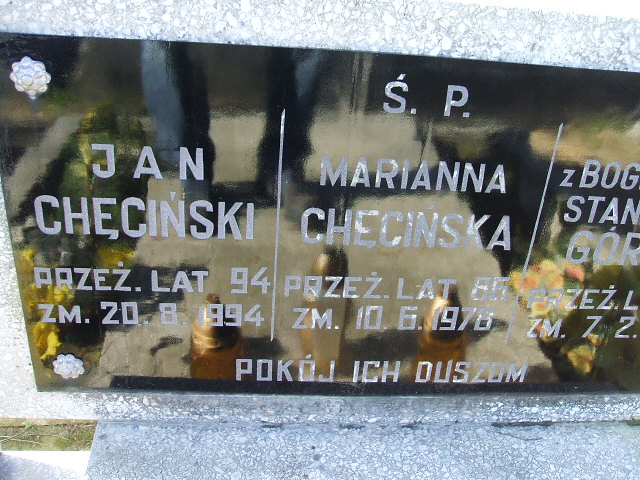 Ś. P.
JAN
CHĘCIŃSKI
PRZEŻ. LAT 94
ZM. 20. 8. 1994
MARIANNA
CHĘCIŃSKA
PRZEŻ. LAT
ZM. 10. 6. 1978
Z BOG
STAN
GÓR
PRZEŻ. L
ZM. 7. 2.
POKÓJ ICH DUSZOM